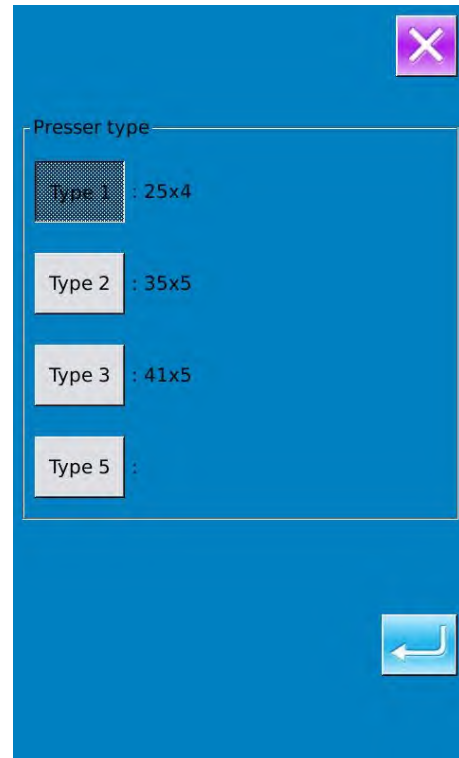 Presser type
Type 1 : 25x4
Type 2 : 35x5
Type 3 : 41x5
Type 5 :